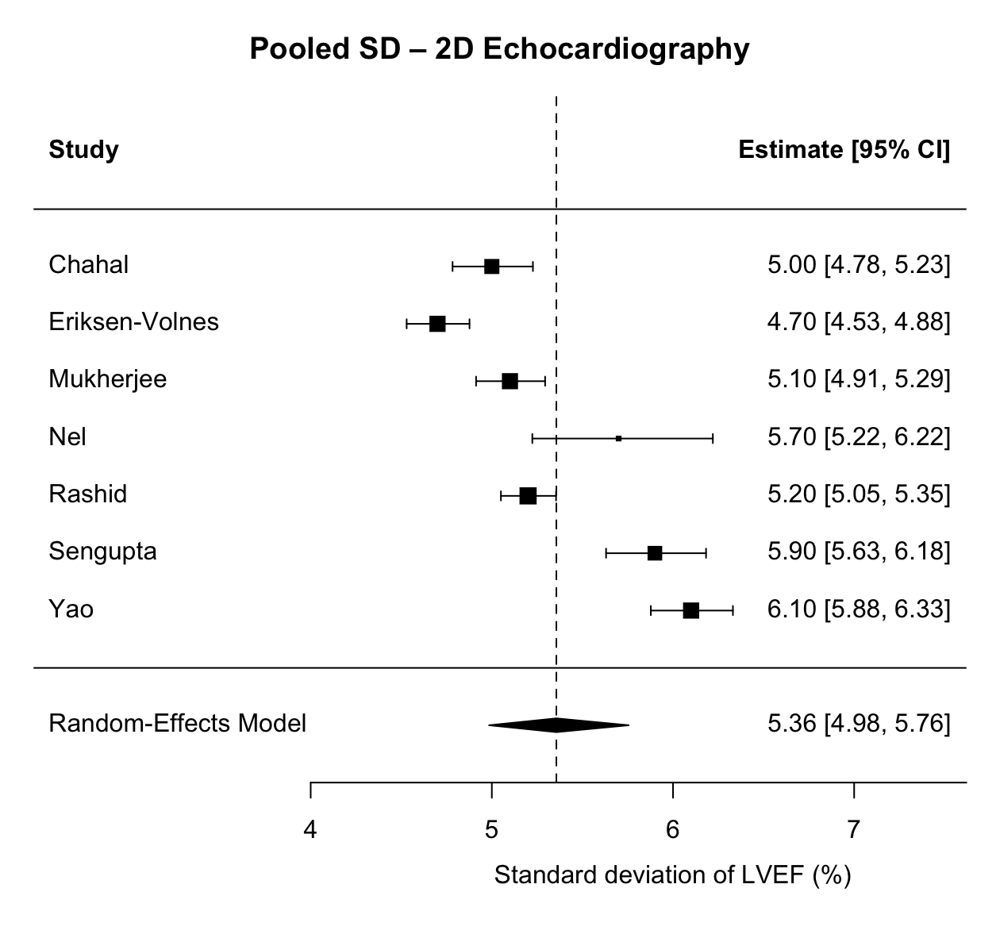 Pooled SD – 2D Echocardiography
Study Estimate [95% CI]
Chahal 5.00 [4.78, 5.23]
Eriksen-Volnes 4.70 [4.53, 4.88]
Mukherjee 5.10 [4.91, 5.29]
Nel 5.70 [5.22, 6.22]
Rashid 5.20 [5.05, 5.35]
Sengupta 5.90 [5.63, 6.18]
Yao 6.10 [5.88, 6.33]
Random-Effects Model 5.36 [4.98, 5.76]
4 5 6 7
Standard deviation of LVEF (%)